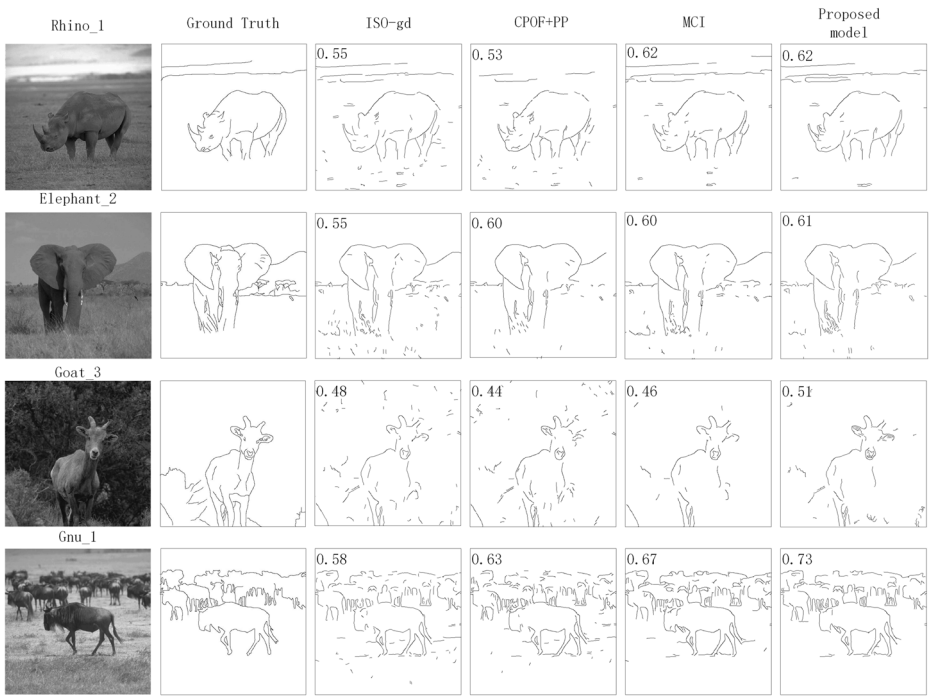 Rhino_1 Ground Truth ISO-gd CPOF+PP MCI Proposed model
0.55 0.53 0.62 0.62
Elephant_2
0.55 0.60 0.60 0.61
Goat_3
0.48 0.44 0.46 0.51
Gnu_1
0.58 0.63 0.67 0.73